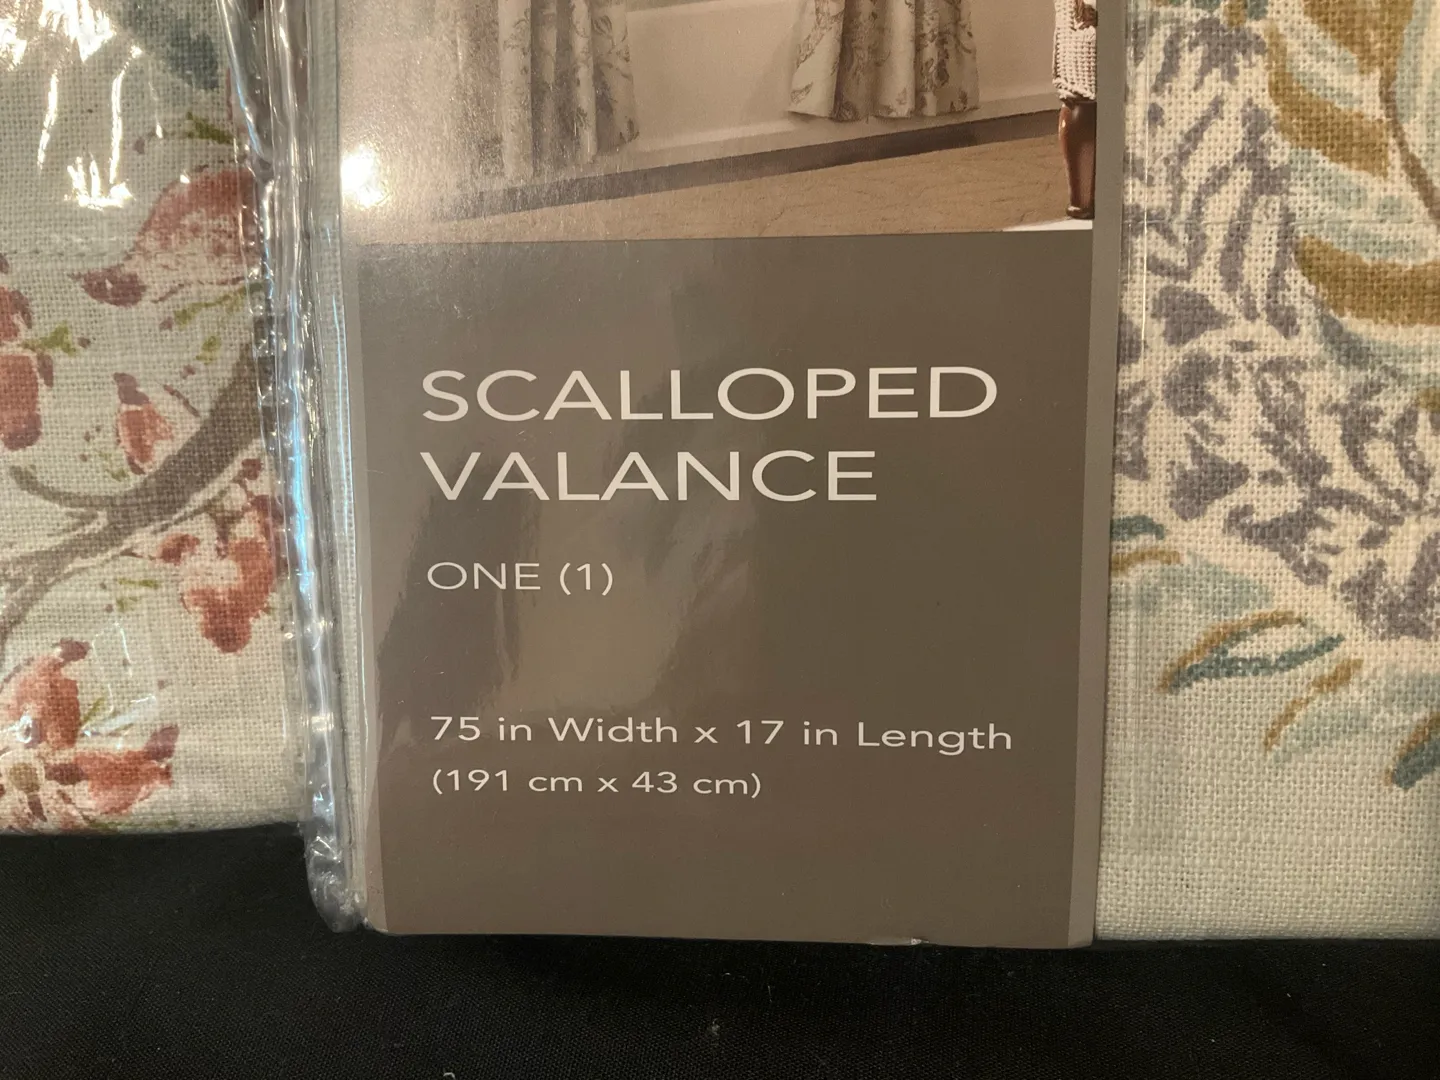 SCALLOPED
VALANCE
ONE (1)
75 in Width x 17 in Length
(191 cm x 43 cm)